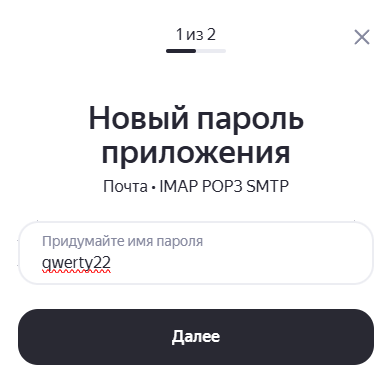 1 из 2
Новый пароль
приложения
Почта • IMAP POP3 SMTP
Придумайте имя пароля
qwerty22
Далее